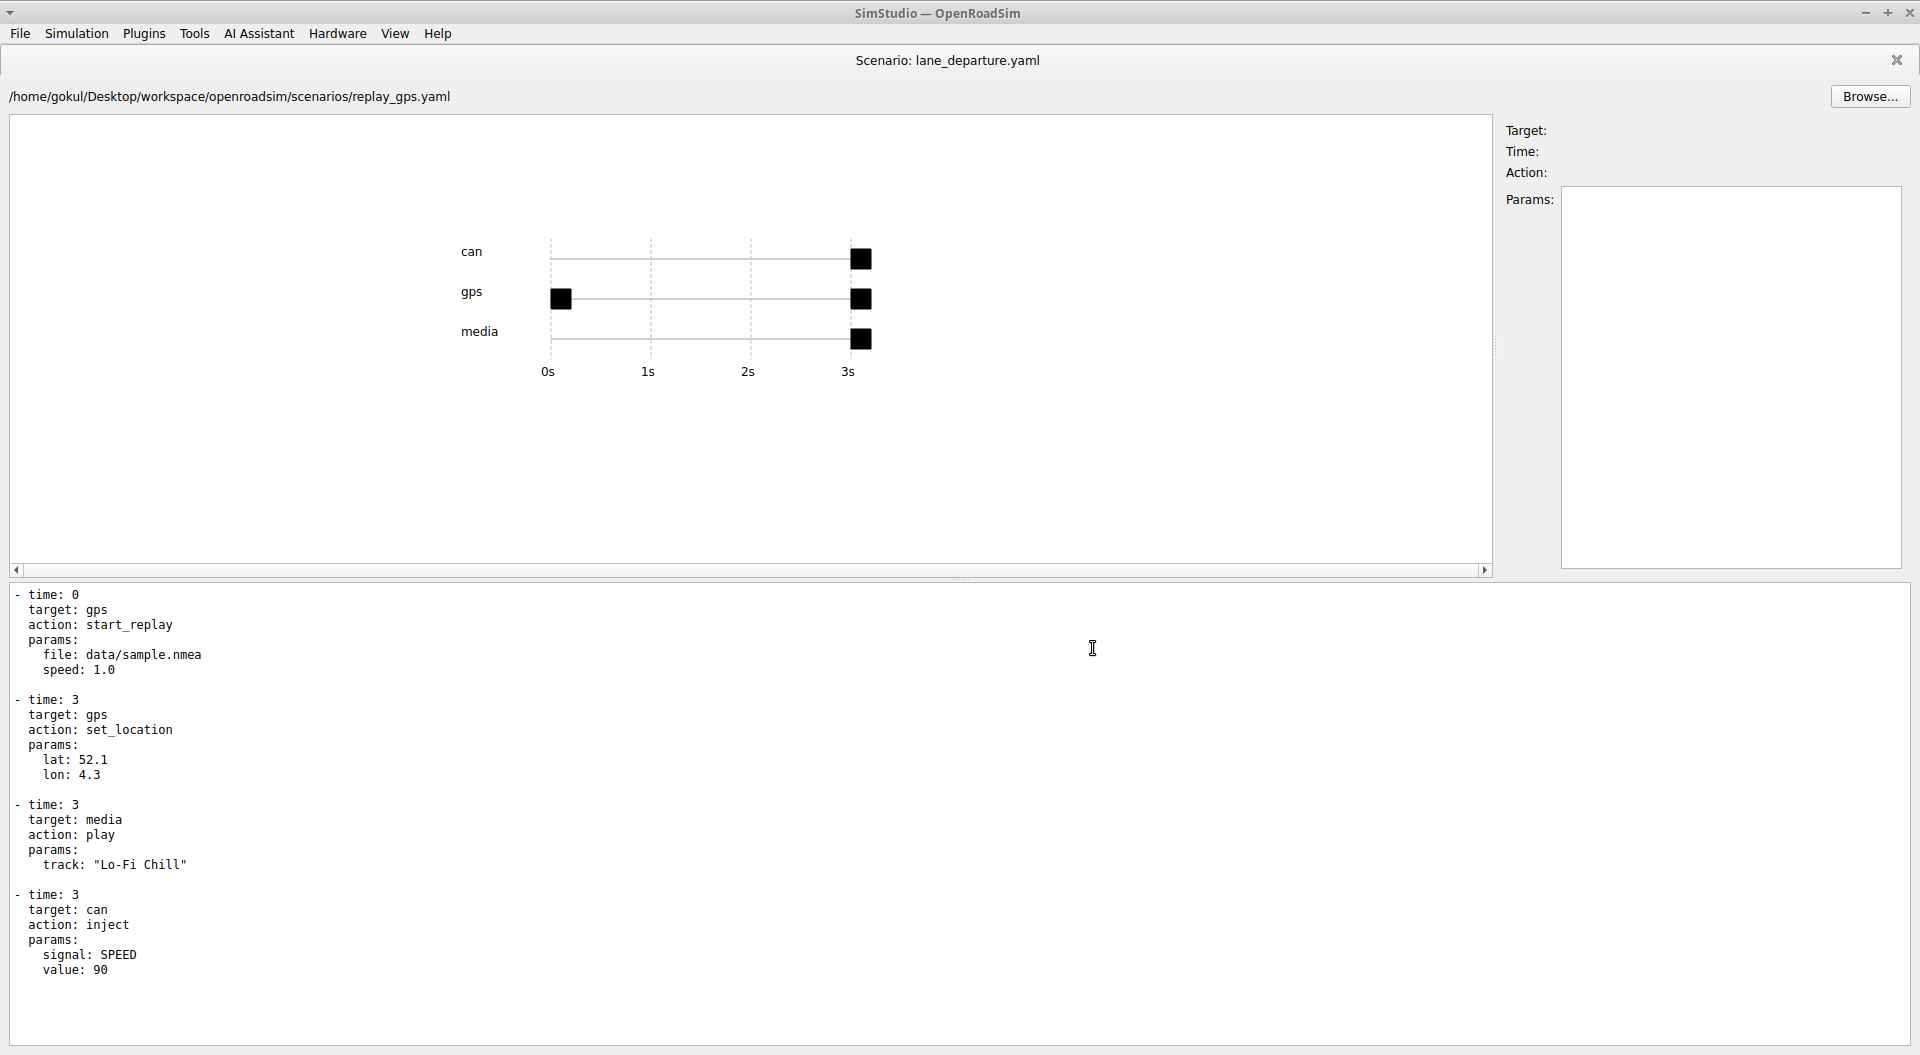 SimStudio — OpenRoadSim
File Simulation Plugins Tools AI Assistant Hardware View Help
Scenario: lane_departure.yaml
/home/gokul/Desktop/workspace/openroadsim/scenarios/replay_gps.yaml
Browse...
can
gps
media
0s 1s 2s 3s
Target:
Time:
Action:
Params:
- time: 0
  target: gps
  action: start_replay
  params:
    file: data/sample.nmea
    speed: 1.0

- time: 3
  target: gps
  action: set_location
  params:
    lat: 52.1
    lon: 4.3

- time: 3
  target: media
  action: play
  params:
    track: "Lo-Fi Chill"

- time: 3
  target: can
  action: inject
  params:
    signal: SPEED
    value: 90